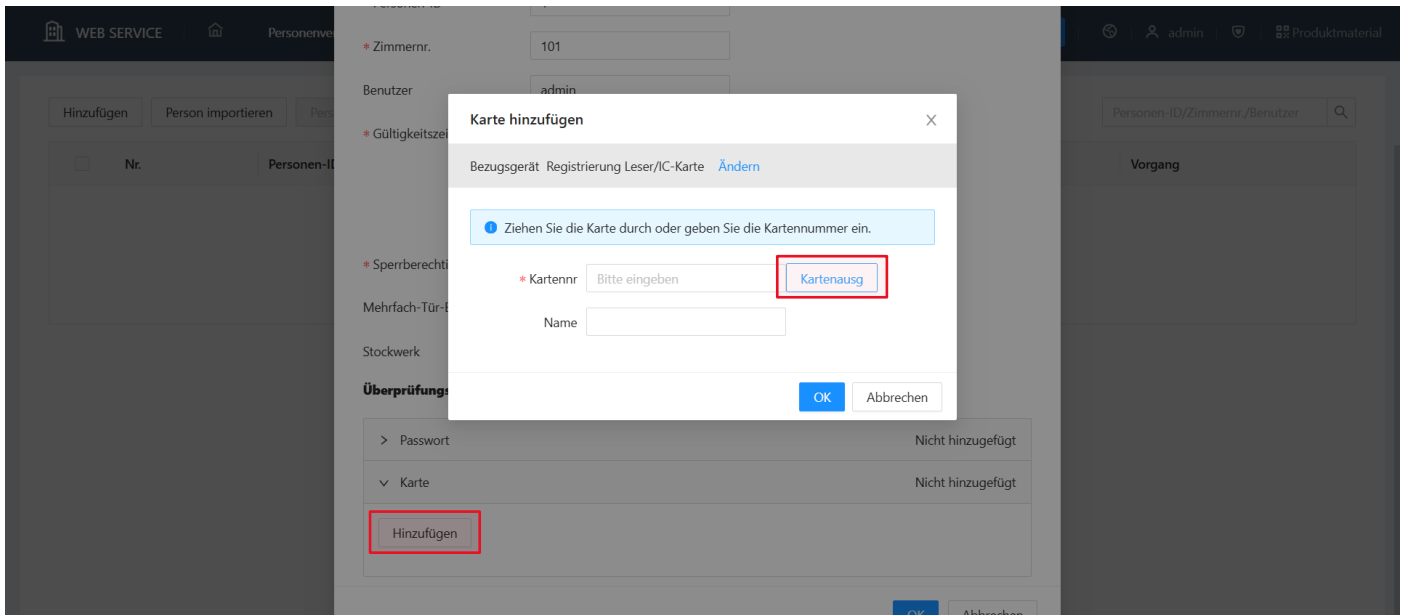 WEB SERVICE
Personenve
admin
Produktmaterial
* Zimmernr.
101
Benutzer
admin
Hinzufügen
Person importieren
Pers
Personen-ID/Zimmernr./Benutzer
* Gültigkeitszei
Nr.
Personen-ID
Vorgang
Karte hinzufügen
Bezugsgerät Registrierung Leser/IC-Karte Ändern
Ziehen Sie die Karte durch oder geben Sie die Kartennummer ein.
* Kartennr
Bitte eingeben
Kartenausg
Name
OK
Abbrechen
* Sperrberechti
Mehrfach-Tür-B
Stockwerk
Überprüfungs
Passwort
Nicht hinzugefügt
Karte
Nicht hinzugefügt
Hinzufügen
OK
Abbrechen